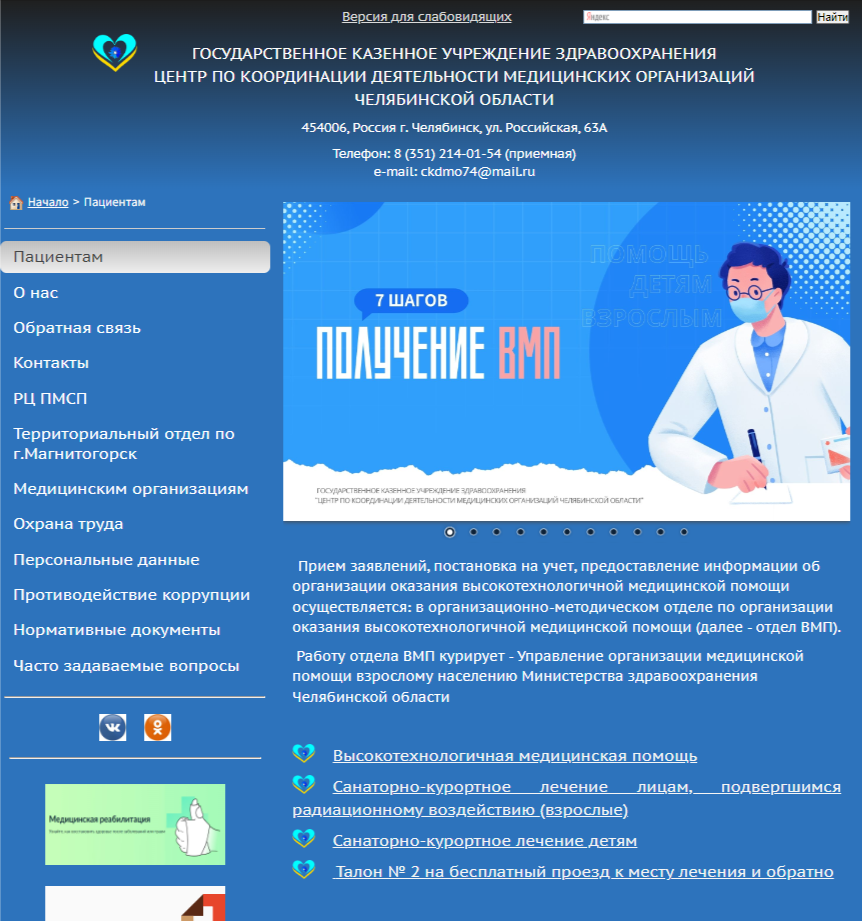 Версия для слабовидящих
Яндекс
Найти
ГОСУДАРСТВЕННОЕ КАЗЕННОЕ УЧРЕЖДЕНИЕ ЗДРАВООХРАНЕНИЯ
ЦЕНТР ПО КООРДИНАЦИИ ДЕЯТЕЛЬНОСТИ МЕДИЦИНСКИХ ОРГАНИЗАЦИЙ
ЧЕЛЯБИНСКОЙ ОБЛАСТИ
454006, Россия г. Челябинск, ул. Российская, 63А
Телефон: 8 (351) 214-01-54 (приемная)
e-mail: ckdmo74@mail.ru
Начало > Пациентам
Пациентам
О нас
Обратная связь
Контакты
РЦ ПМСП
Территориальный отдел по
г.Магнитогорск
Медицинским организациям
Охрана труда
Персональные данные
Противодействие коррупции
Нормативные документы
Часто задаваемые вопросы
Медицинская реабилитация
ПОМОЩЬ
ДЕТЯМ
ВЗРОСЛЫМ
7 ШАГОВ
ПОЛУЧЕНИЕ ВМП
ГОСУДАРСТВЕННОЕ КАЗЕННОЕ УЧРЕЖДЕНИЕ ЗДРАВООХРАНЕНИЯ
"ЦЕНТР ПО КООРДИНАЦИИ ДЕЯТЕЛЬНОСТИ МЕДИЦИНСКИХ ОРГАНИЗАЦИЙ ЧЕЛЯБИНСКОЙ ОБЛАСТИ"
Прием заявлений, постановка на учет, предоставление информации об
организации оказания высокотехнологичной медицинской помощи
осуществляется: в организационно-методическом отделе по организации
оказания высокотехнологичной медицинской помощи (далее - отдел ВМП).
Работу отдела ВМП курирует - Управление организации медицинской
помощи взрослому населению Министерства здравоохранения
Челябинской области
Высокотехнологичная медицинская помощь
Санаторно-курортное лечение лицам, подвергшимся
радиационному воздействию (взрослые)
Санаторно-курортное лечение детям
Талон № 2 на бесплатный проезд к месту лечения и обратно